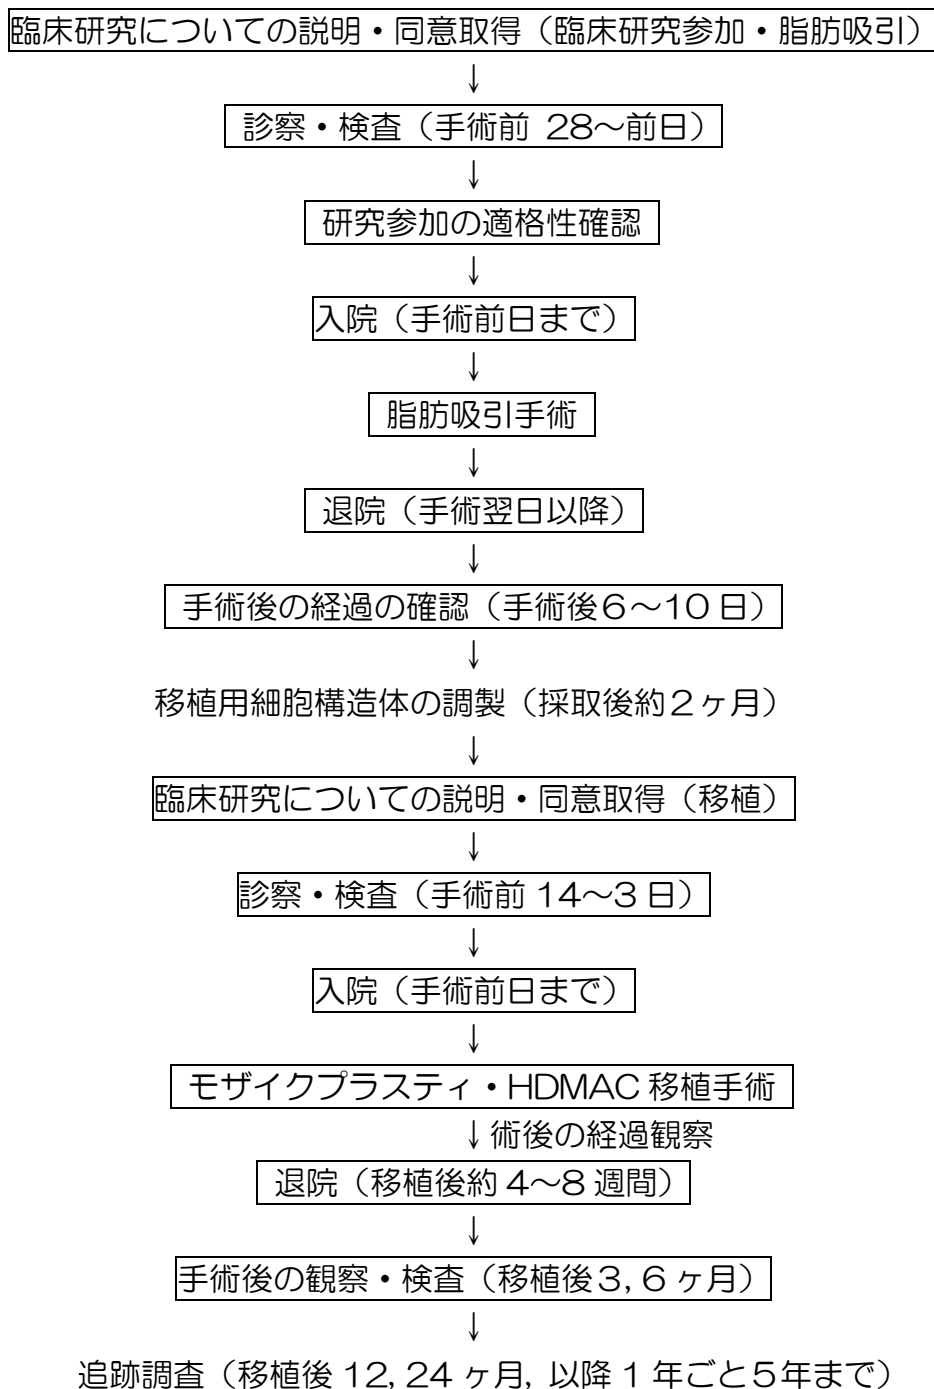 臨床研究についての説明・同意取得（臨床研究参加・脂肪吸引）
↓
診察・検査（手術前 28～前日）
↓
研究参加の適格性確認
↓
入院（手術前日まで）
↓
脂肪吸引手術
↓
退院（手術翌日以降）
↓
手術後の経過の確認（手術後６～10 日）
↓
移植用細胞構造体の調製（採取後約２ヶ月）
↓
臨床研究についての説明・同意取得（移植）
↓
診察・検査（手術前 14～3 日）
↓
入院（手術前日まで）
↓
モザイクプラスティ・HDMAC 移植手術
↓ 術後の経過観察
退院（移植後約 4～8 週間）
↓
手術後の観察・検査（移植後３, 6 ヶ月）
↓
追跡調査（移植後 12, 24 ヶ月, 以降 1 年ごと５年まで）